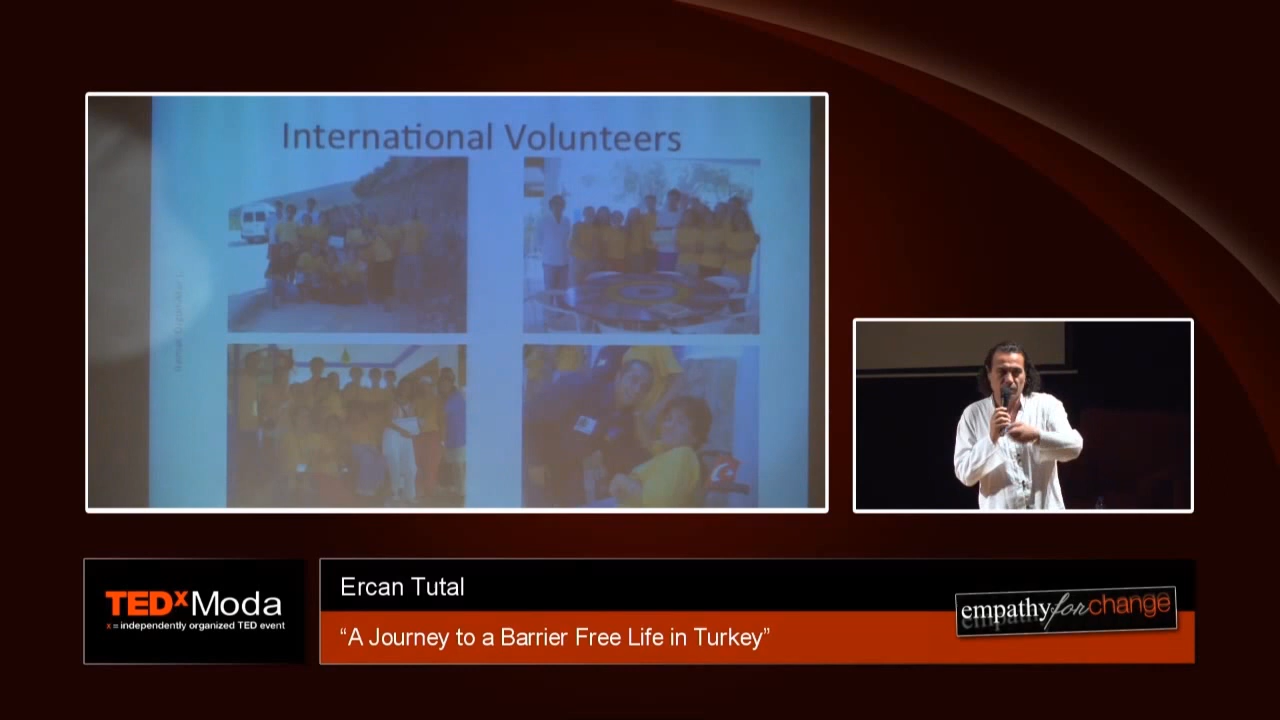 International Volunteers
TEDxModa
x = independently organized TED event
Ercan Tutal
“A Journey to a Barrier Free Life in Turkey”
empathyforchange